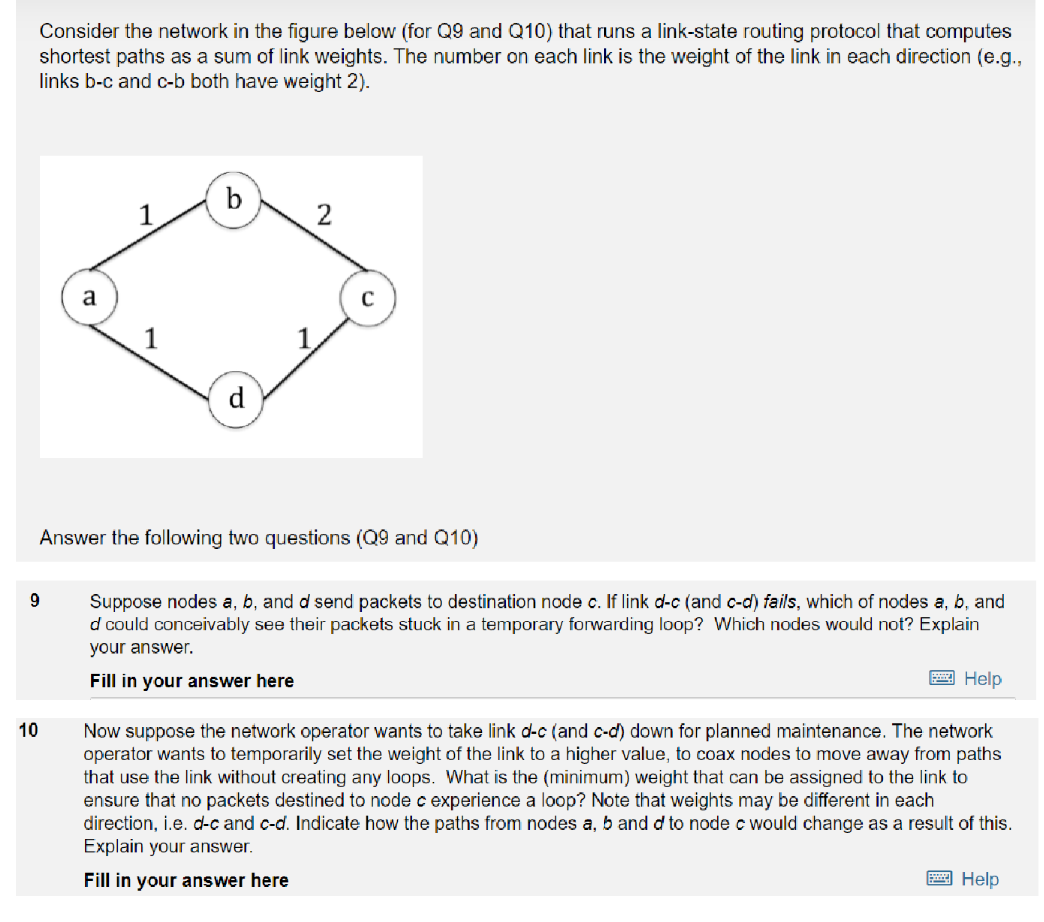 Consider the network in the figure below (for Q9 and Q10) that runs a link-state routing protocol that computes
shortest paths as a sum of link weights. The number on each link is the weight of the link in each direction (e.g.,
links b-c and c-b both have weight 2).
b
1
2
a
c
1
1
d
Answer the following two questions (Q9 and Q10)
9 Suppose nodes a, b, and d send packets to destination node c. If link d-c (and c-d) fails, which of nodes a, b, and
d could conceivably see their packets stuck in a temporary forwarding loop? Which nodes would not? Explain
your answer.
Fill in your answer here Help
10 Now suppose the network operator wants to take link d-c (and c-d) down for planned maintenance. The network
operator wants to temporarily set the weight of the link to a higher value, to coax nodes to move away from paths
that use the link without creating any loops. What is the (minimum) weight that can be assigned to the link to
ensure that no packets destined to node c experience a loop? Note that weights may be different in each
direction, i.e. d-c and c-d. Indicate how the paths from nodes a, b and d to node c would change as a result of this.
Explain your answer.
Fill in your answer here Help